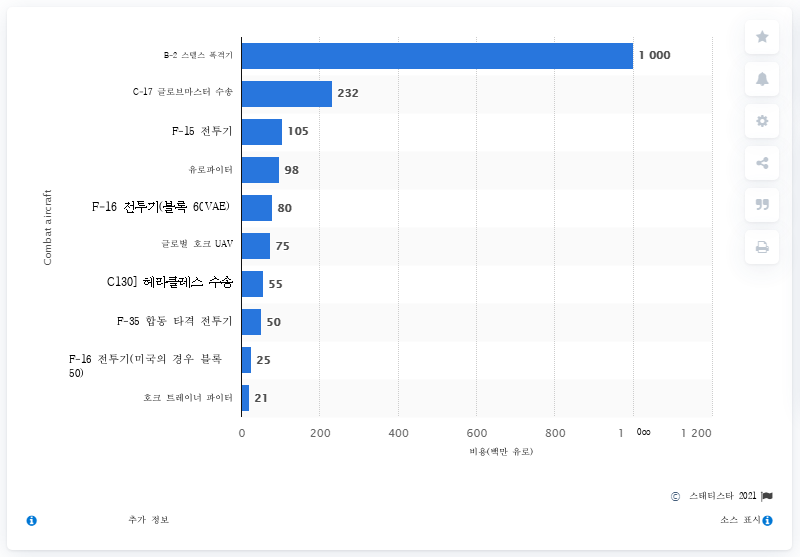 B-2 스텔스 폭격기
1 000
C-17 글로브마스터 수송
232
F-15 전투기
105
유로파이터
98
F-16 전투기(블록 60VAE)
80
글로벌 호크 UAV
75
C130] 헤라클레스 수송
55
F-35 합동 타격 전투기
50
F-16 전투기(미국의 경우 블록
50)
25
호크 트레이너 파이터
21
Combat aircraft
0 200 400 600 800 1 0∞ 1 200
비용(백만 유로)
© 스태티스타 2021
추가 정보
소스 표시